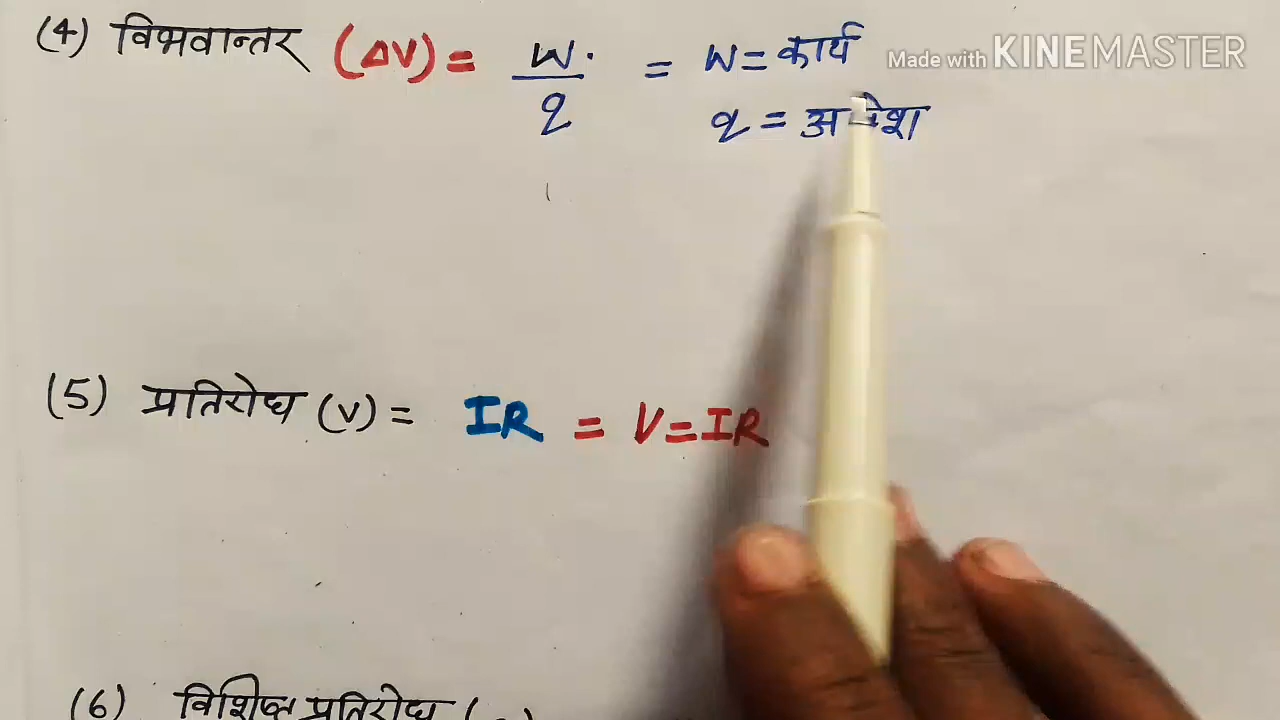 (4) विभवान्तर (ΔV) = W. / q = W = कार्य
q = 
Made with KINEMASTER
(5) प्रतिरोध (V) = IR = V = IR
(6) विशिष्ट प्रतिरोध